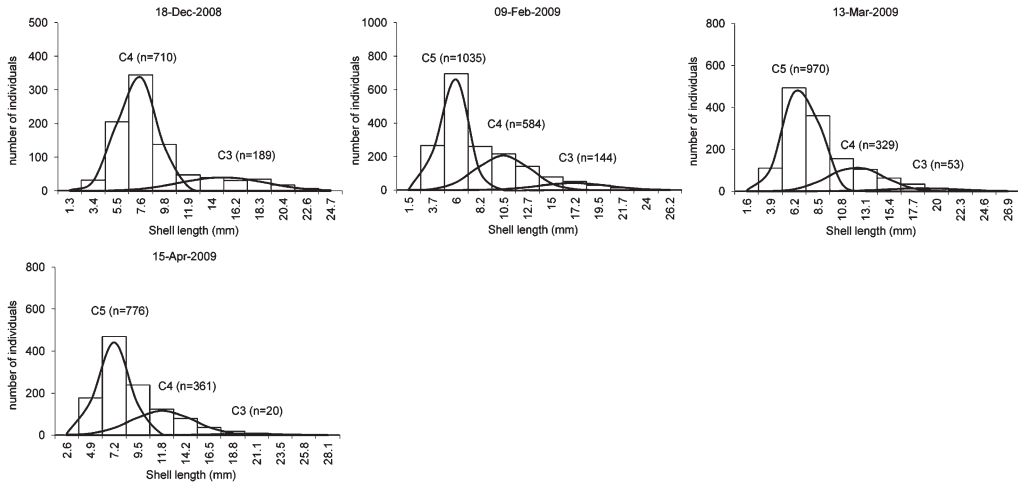 18-Dec-2008
number of individuals
500
400
300
200
100
0
C4 (n=710)
C3 (n=189)
1.3 3.4 5.5 7.6 9.8 11.9 14 16.2 18.3 20.4 22.6 24.7
Shell length (mm)
09-Feb-2009
number of individuals
1000
800
600
400
200
0
C5 (n=1035)
C4 (n=584)
C3 (n=144)
1.5 3.7 6 8.2 10.5 12.7 15 17.2 19.5 21.7 24 26.2
Shell length (mm)
13-Mar-2009
number of individuals
800
600
400
200
0
C5 (n=970)
C4 (n=329)
C3 (n=53)
1.6 3.9 6.2 8.5 10.8 13.1 15.4 17.7 20 22.3 24.6 26.9
Shell length (mm)
15-Apr-2009
number of individuals
800
600
400
200
0
C5 (n=776)
C4 (n=361)
C3 (n=20)
2.6 4.9 7.2 9.5 11.8 14.2 16.5 18.8 21.1 23.5 25.8 28.1
Shell length (mm)